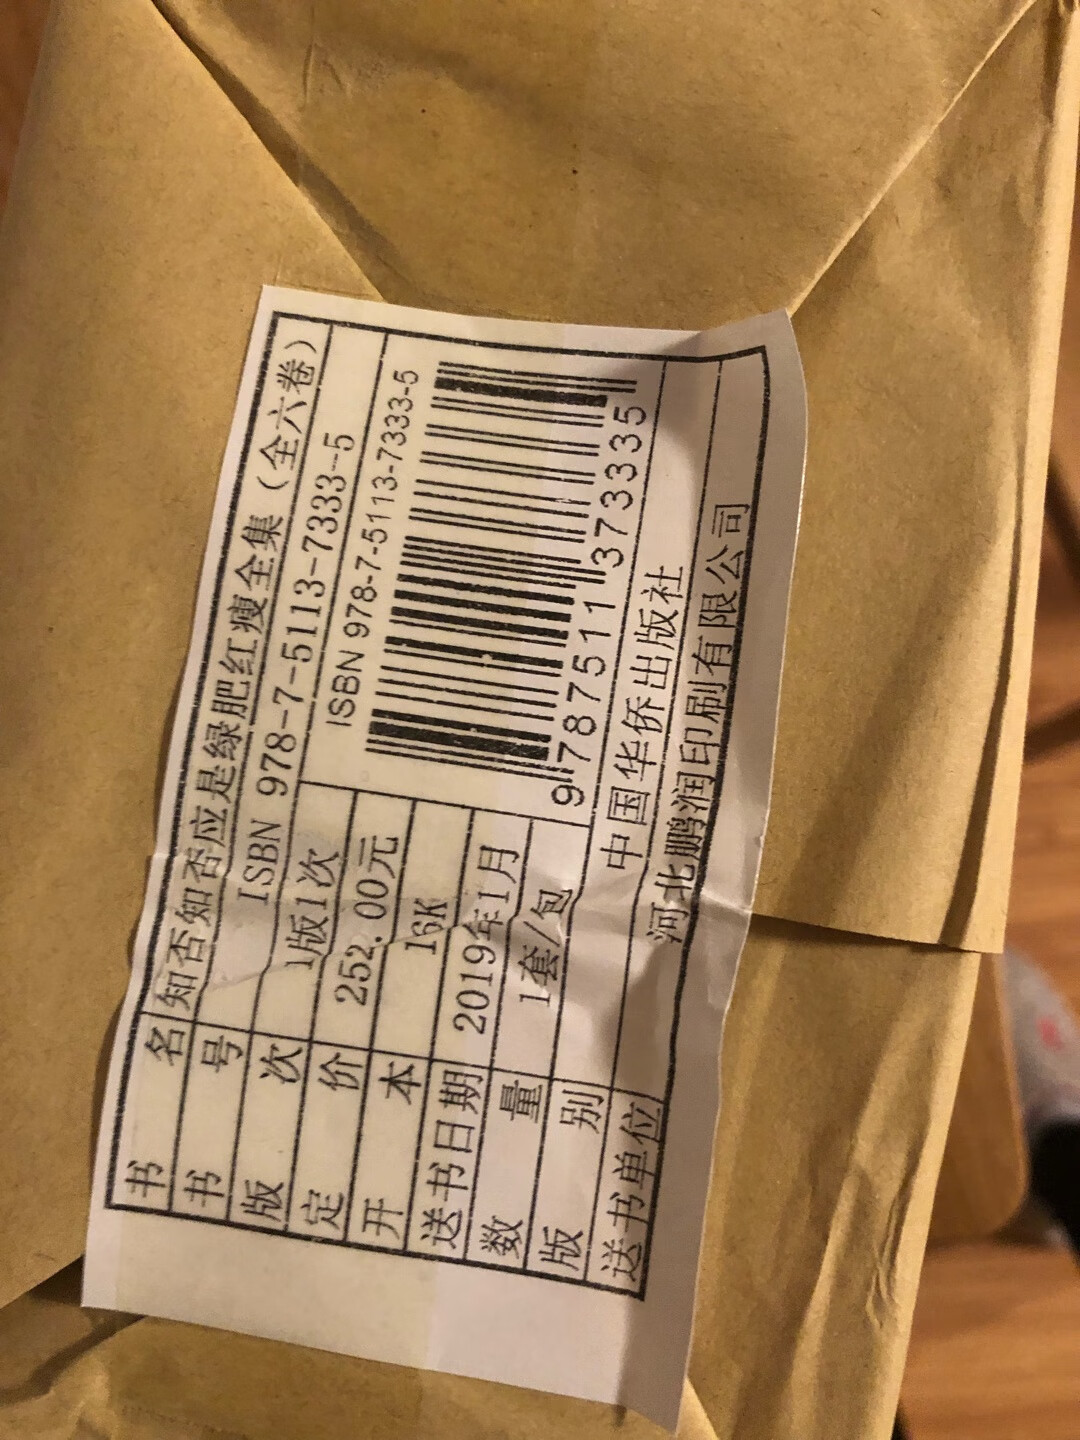 书名 知否知否应是绿肥红瘦全集（全六卷）
书号 ISBN 978-7-5113-7333-5
版次 1版1次
定价 252.00元
开本 16K
送书日期 2019年1月
数量 1套/包
ISBN 978-7-5113-7333-5
9 787511 373335
版别 中国华侨出版社
送书单位 河北鹏润印刷有限公司